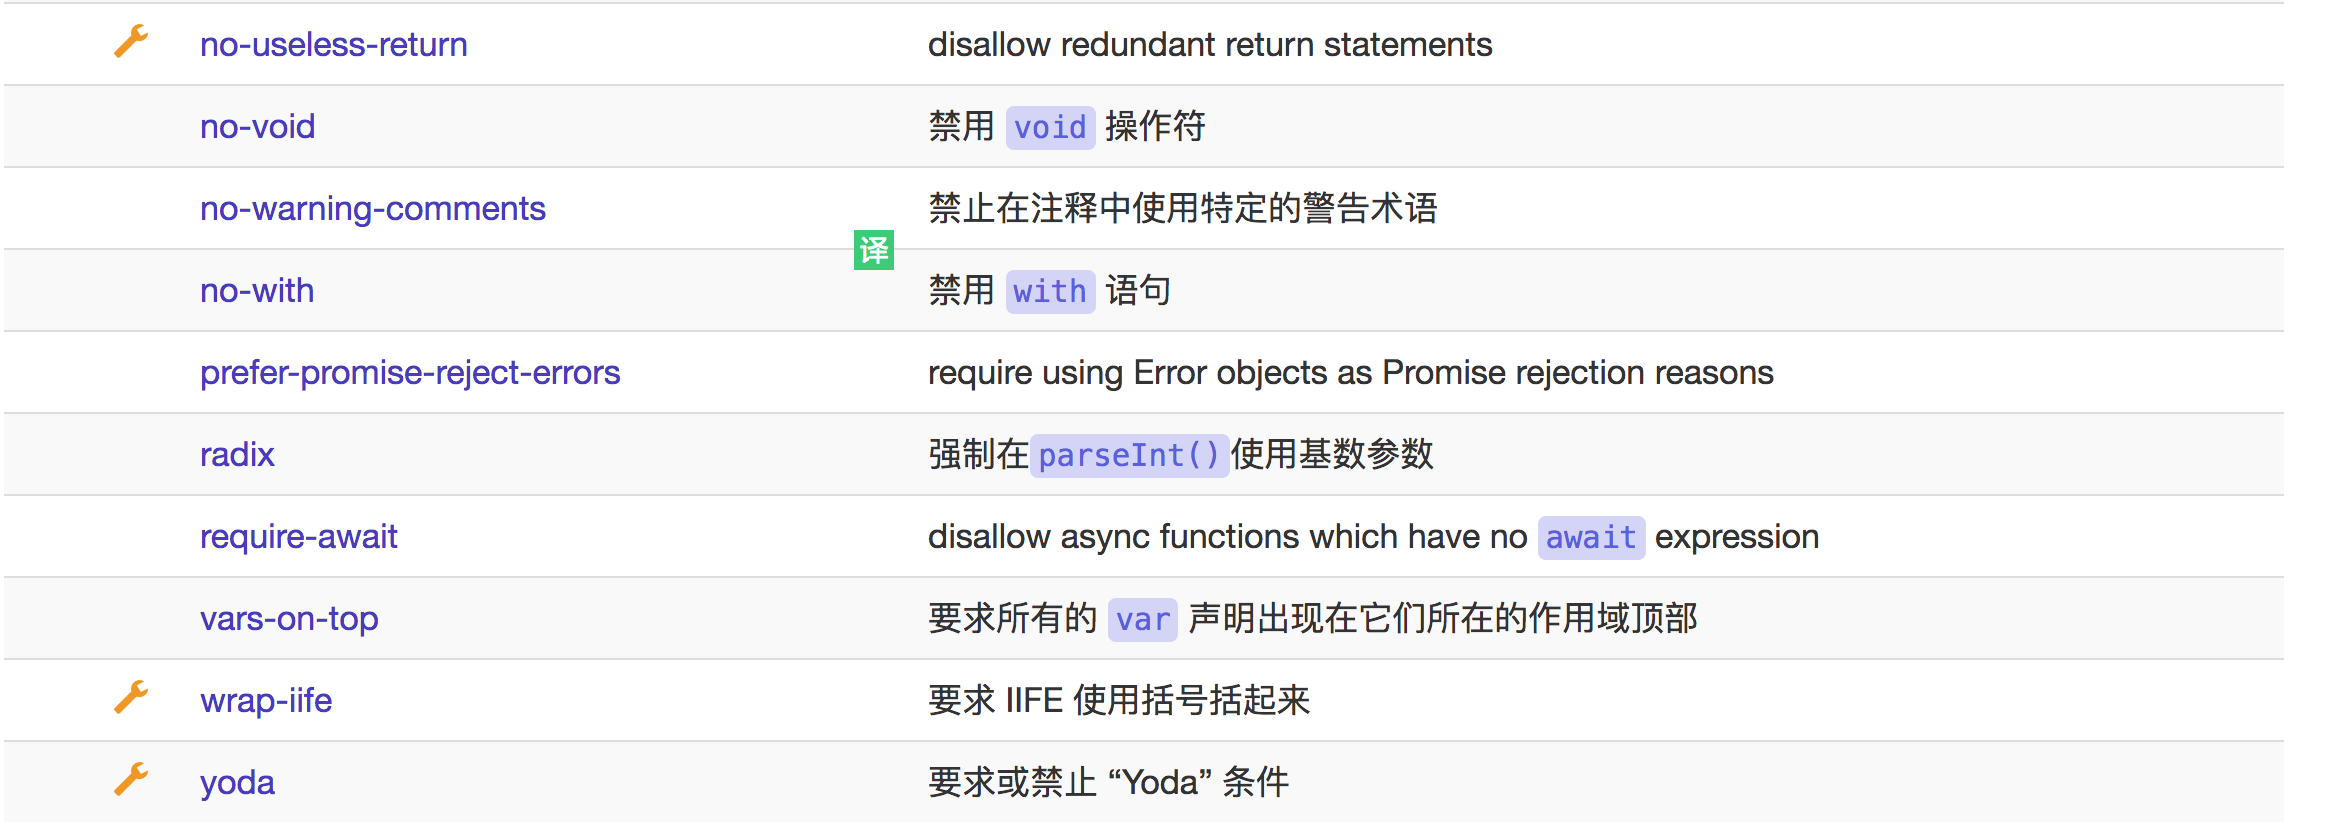 no-useless-return disallow redundant return statements
no-void 禁用 void 操作符
no-warning-comments 禁止在注释中使用特定的警告术语
译
no-with 禁用 with 语句
prefer-promise-reject-errors require using Error objects as Promise rejection reasons
radix 强制在parseInt()使用基数参数
require-await disallow async functions which have no await expression
vars-on-top 要求所有的 var 声明出现在它们所在的作用域顶部
wrap-iife 要求 IIFE 使用括号括起来
yoda 要求或禁止 “Yoda” 条件